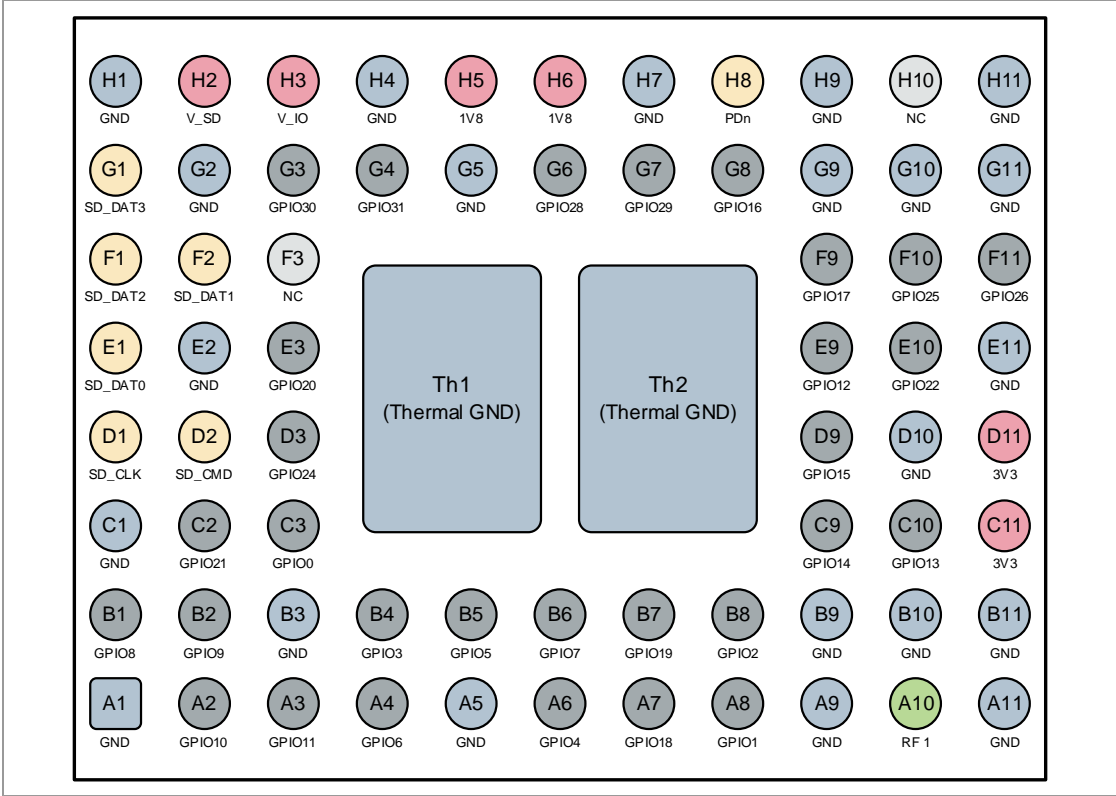 H1 H2 H3 H4 H5 H6 H7 H8 H9 H10 H11
GND V_SD V_IO GND 1V8 1V8 GND PDn GND NC GND
G1 G2 G3 G4 G5 G6 G7 G8 G9 G10 G11
SD_DAT3 GND GPIO30 GPIO31 GND GPIO28 GPIO29 GPIO16 GND GND GND
F1 F2 F3 F9 F10 F11
SD_DAT2 SD_DAT1 NC GPIO17 GPIO25 GPIO26
E1 E2 E3 E9 E10 E11
SD_DAT0 GND GPIO20 GPIO12 GPIO22 GND
Th1 Th2
(Thermal GND) (Thermal GND)
D1 D2 D3 D9 D10 D11
SD_CLK SD_CMD GPIO24 GPIO15 GND 3V3
C1 C2 C3 C9 C10 C11
GND GPIO21 GPIO0 GPIO14 GPIO13 3V3
B1 B2 B3 B4 B5 B6 B7 B8 B9 B10 B11
GPIO8 GPIO9 GND GPIO3 GPIO5 GPIO7 GPIO19 GPIO2 GND GND GND
A1 A2 A3 A4 A5 A6 A7 A8 A9 A10 A11
GND GPIO10 GPIO11 GPIO6 GND GPIO4 GPIO18 GPIO1 GND RF 1 GND